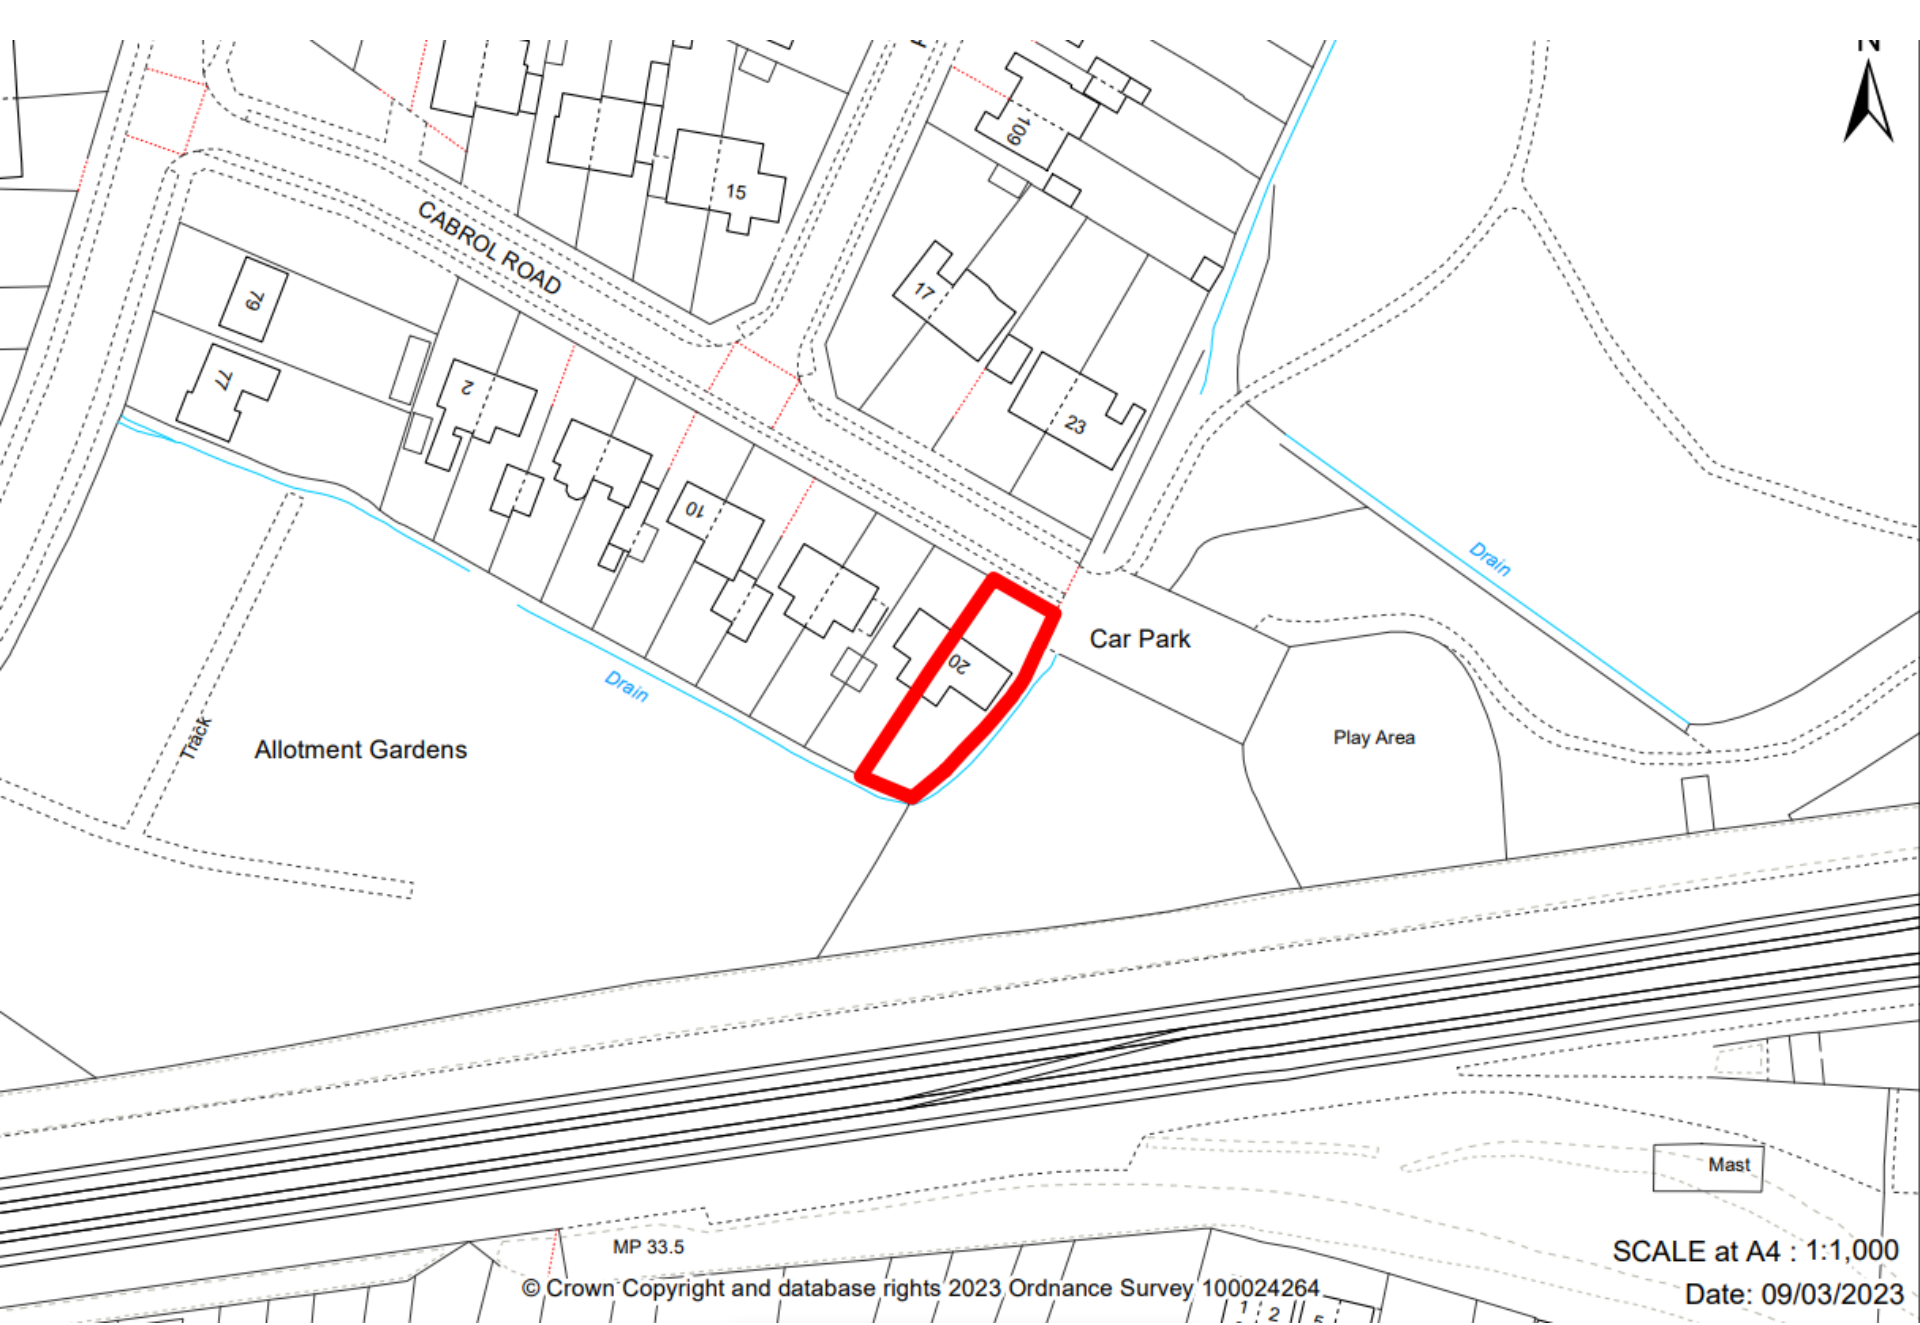 N
109
15
CABROL ROAD
79
17
77
2
23
10
Drain
20
Car Park
Drain
Track
Allotment Gardens
Play Area
Mast
MP 33.5
SCALE at A4 : 1:1,000
© Crown Copyright and database rights 2023 Ordnance Survey 100024264
Date: 09/03/2023
1
2